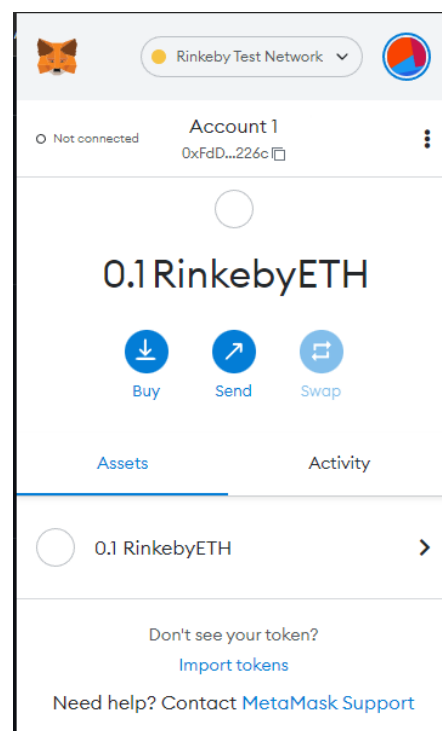 Rinkeby Test Network
Not connected
Account 1
0xFdD...226c
0.1 RinkebyETH
Buy
Send
Swap
Assets
Activity
0.1 RinkebyETH
Don't see your token?
Import tokens
Need help? Contact MetaMask Support